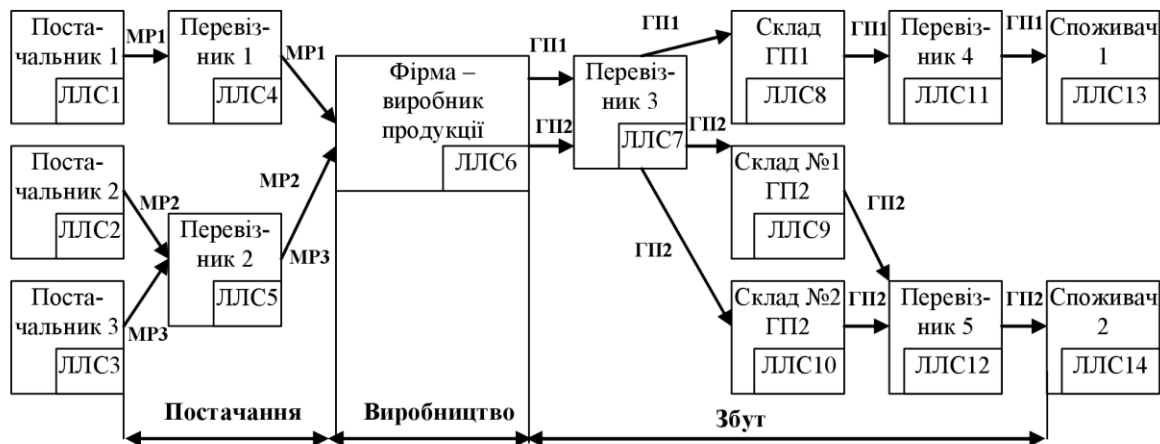 Поста-
чальник 1
ЛЛС1
МР1
Перевіз-
ник 1
ЛЛС4
МР1
Поста-
чальник 2
ЛЛС2
МР2
Поста-
чальник 3
ЛЛС3
МР3
Перевіз-
ник 2
ЛЛС5
МР2
МР3
Фірма –
виробник
продукції
ЛЛС6
ГП1
ГП2
Перевіз-
ник 3
ЛЛС7
ГП1
ГП2
ГП2
Склад
ГП1
ЛЛС8
ГП1
Перевіз-
ник 4
ЛЛС11
ГП1
Споживач
1
ЛЛС13
Склад №1
ГП2
ЛЛС9
ГП2
Склад №2
ГП2
ЛЛС10
ГП2
Перевіз-
ник 5
ЛЛС12
ГП2
Споживач
2
ЛЛС14
Постачання
Виробництво
Збут